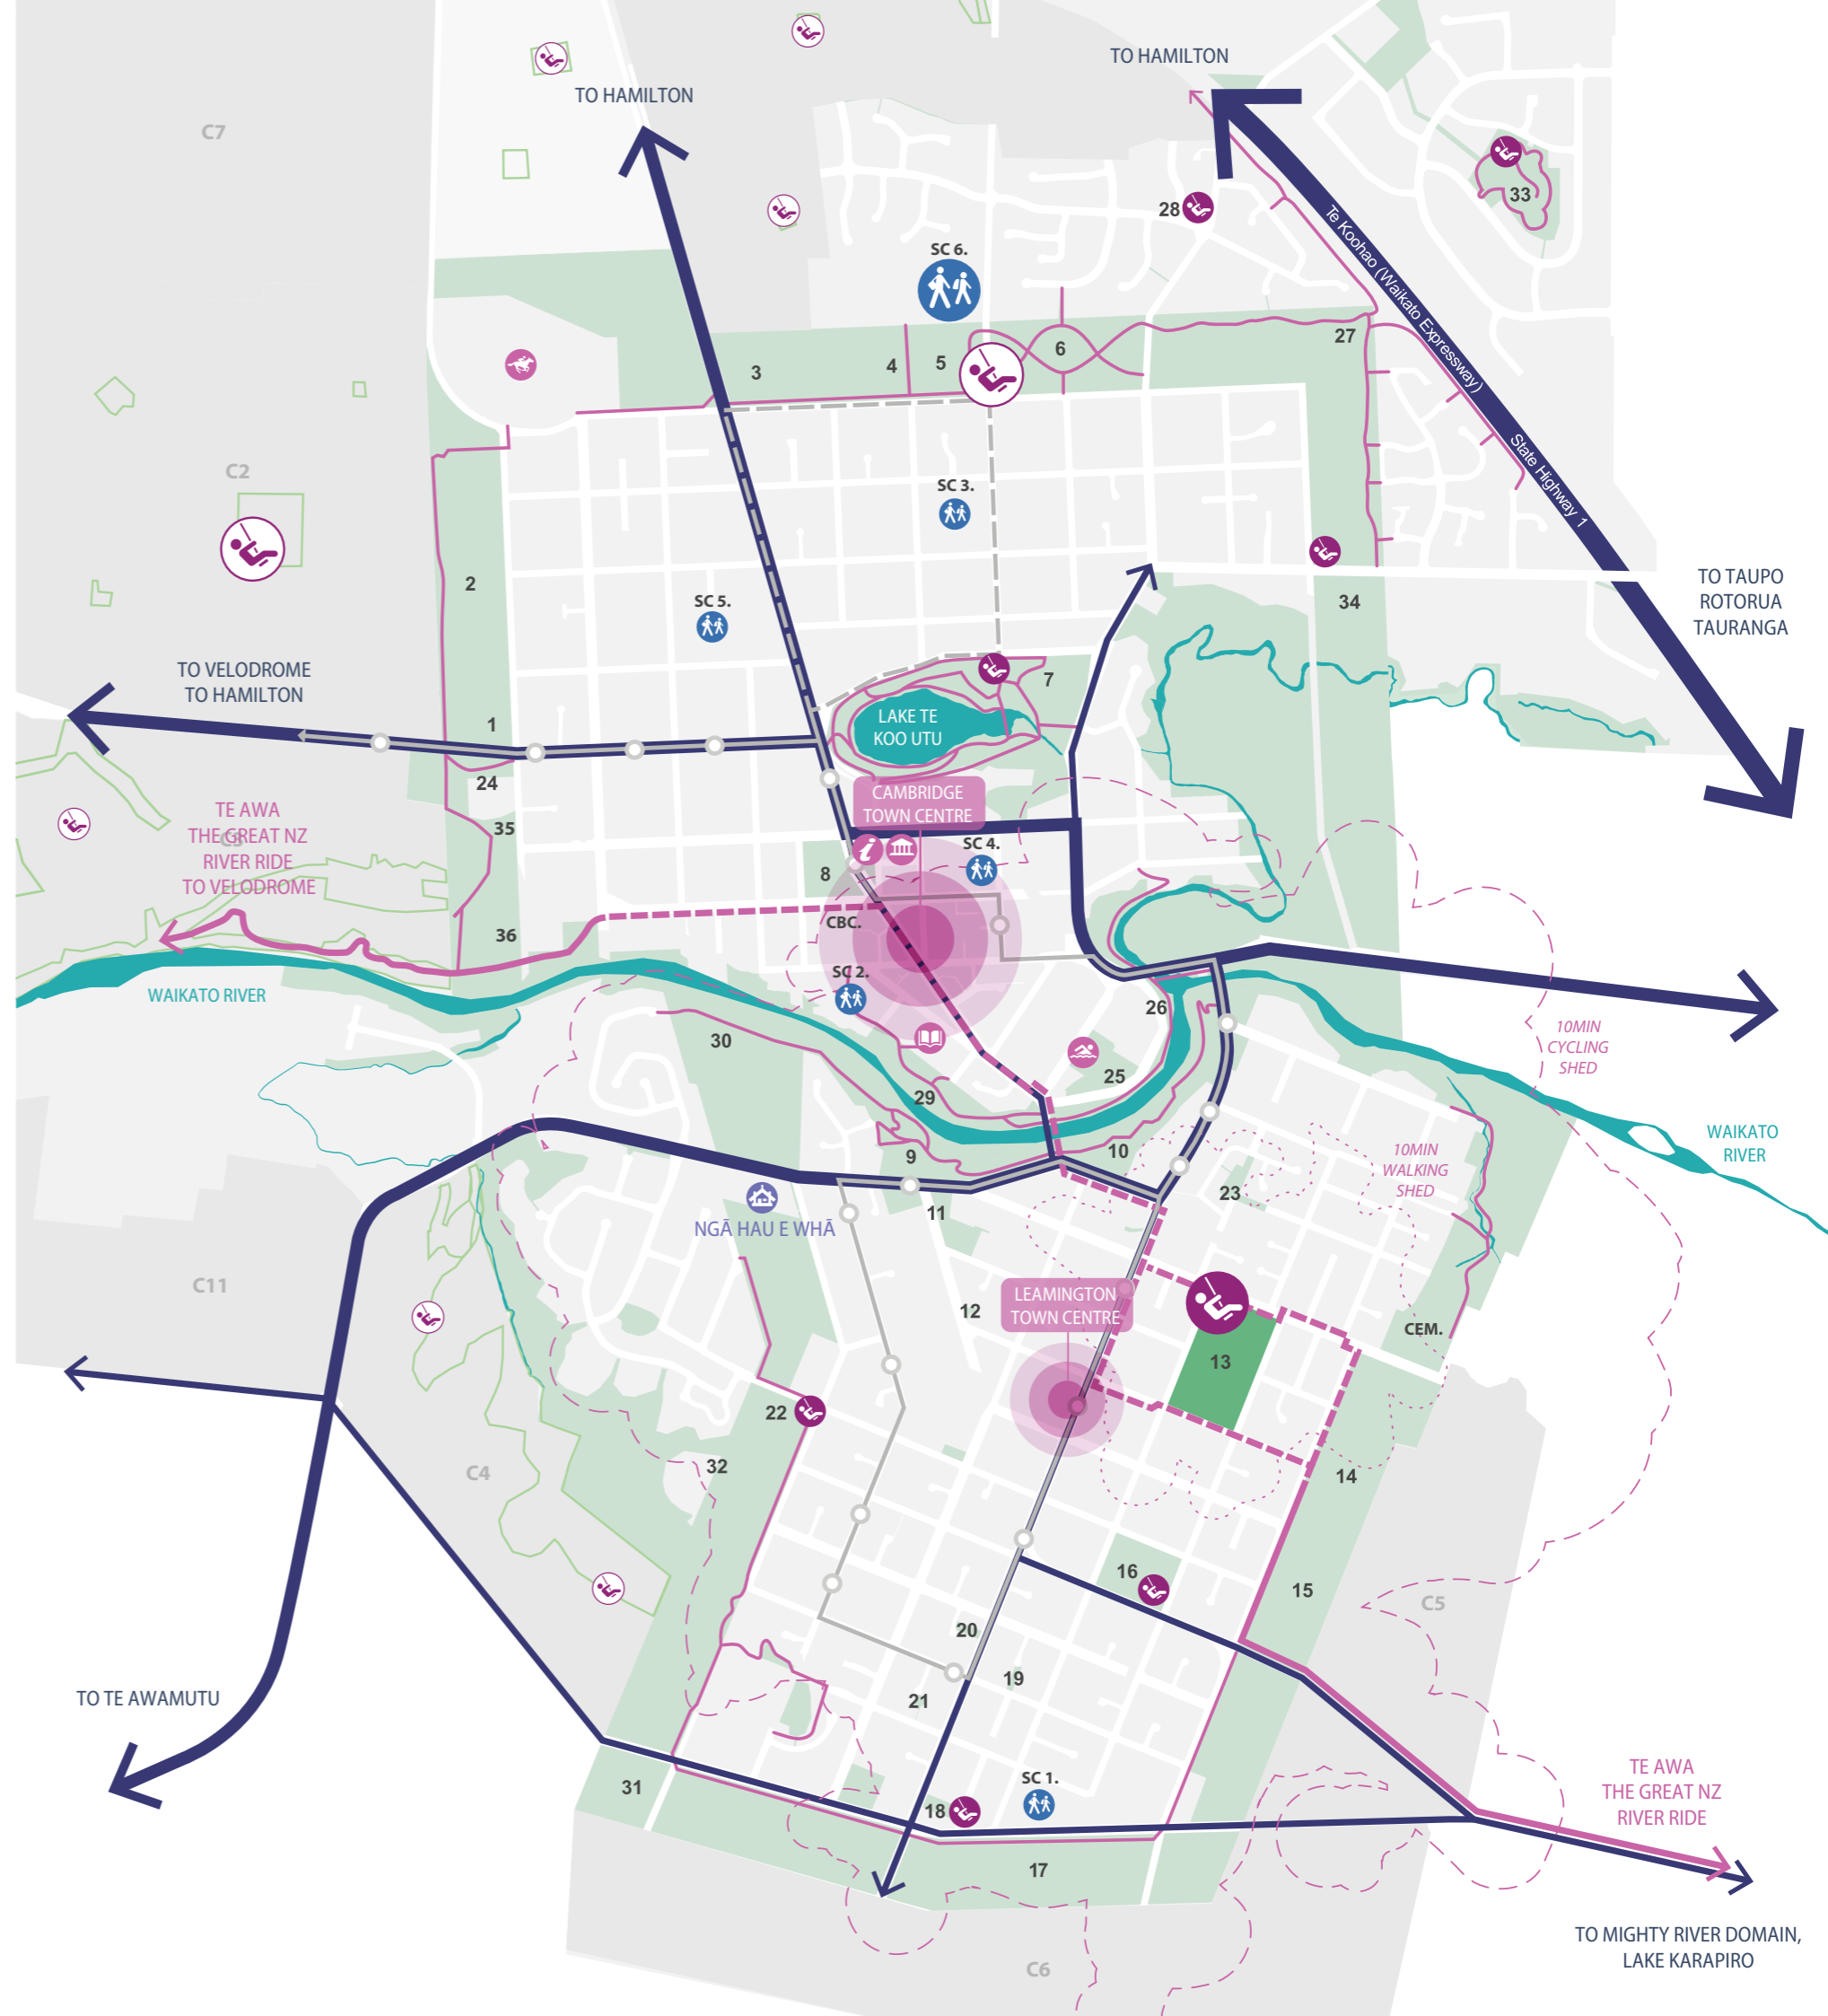 TO HAMILTON
TO HAMILTON
C7
33
28
Te Koohao (Waikato Expressway)
State Highway 1
SC 6.
27
3
4
5
6
C2
SC 3.
2
SC 5.
34
TO TAUPO
ROTORUA
TAURANGA
TO VELODROME
TO HAMILTON
7
1
LAKE TE
KOO UTU
24
CAMBRIDGE
TOWN CENTRE
TE AWA
THE GREAT NZ
RIVER RIDE
TO VELODROME
35
SC 4.
8
36
CBC.
SC 2.
WAIKATO RIVER
26
10MIN
CYCLING
SHED
30
25
29
WAIKATO
RIVER
9
10
10MIN
WALKING
SHED
23
11
NGĀ HAU E WHĀ
C11
12
LEAMINGTON
TOWN CENTRE
CEM.
13
22
32
C4
14
16
15
C5
20
19
21
TO TE AWAMUTU
31
SC 1.
18
TE AWA
THE GREAT NZ
RIVER RIDE
17
TO MIGHTY RIVER DOMAIN,
LAKE KARAPIRO
C6